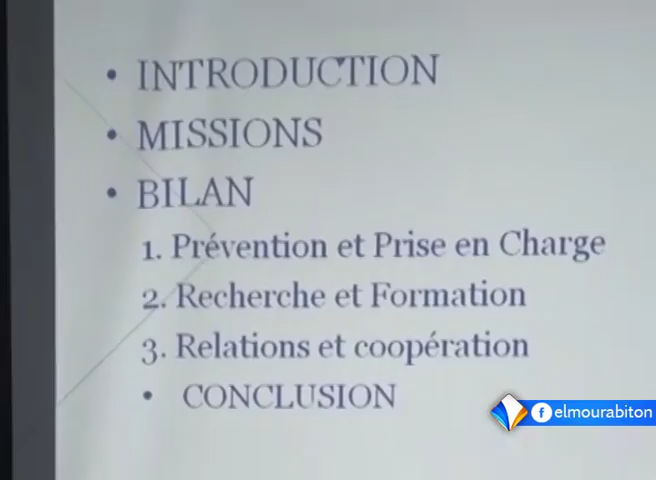 • INTRODUCTION
• MISSIONS
• BILAN
1. Prévention et Prise en Charge
2. Recherche et Formation
3. Relations et coopération
• CONCLUSION
f elmourabiton